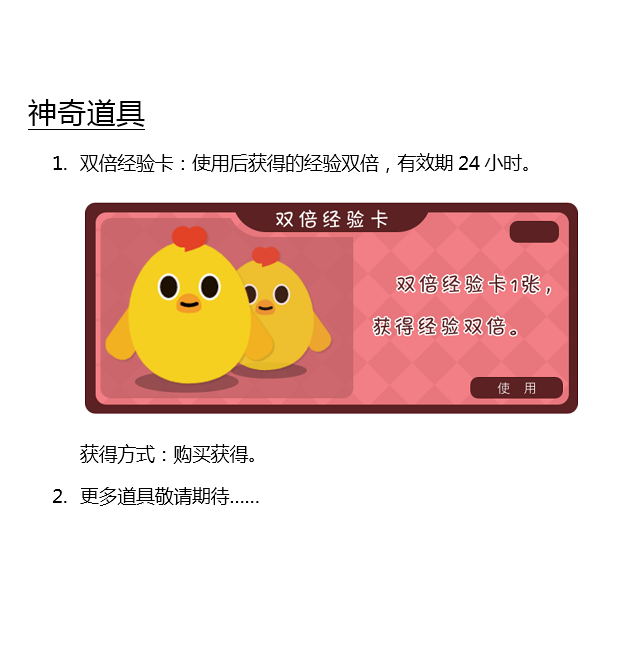 神奇道具
1. 双倍经验卡：使用后获得的经验双倍，有效期 24 小时。
双倍经验卡
双倍经验卡1张，
获得经验双倍。
使 用
获得方式：购买获得。
2. 更多道具敬请期待……